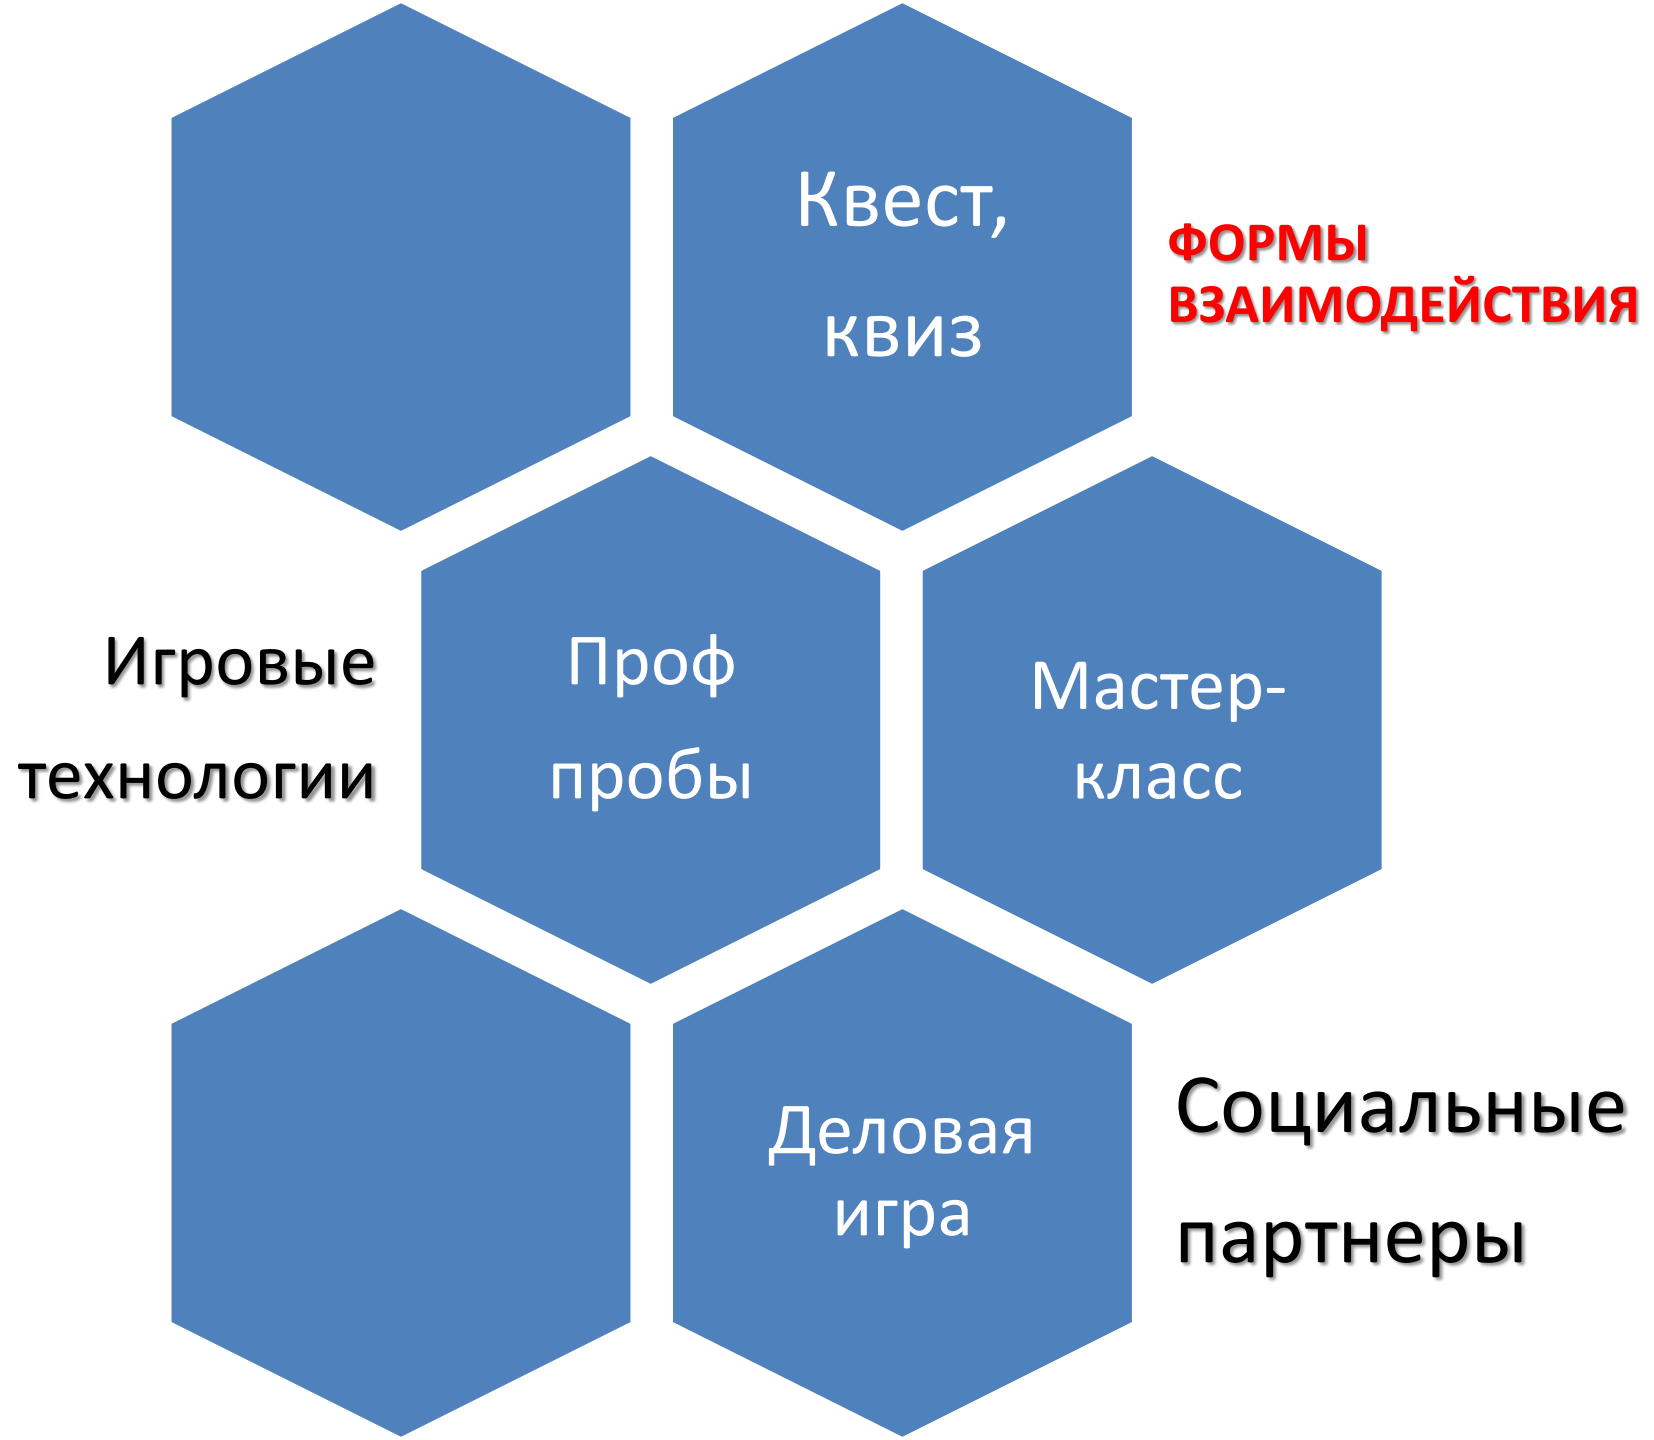 Квест,
квиз
ФОРМЫ
ВЗАИМОДЕЙСТВИЯ
Игровые
технологии
Проф
пробы
Мастер-
класс
Деловая
игра
Социальные
партнеры